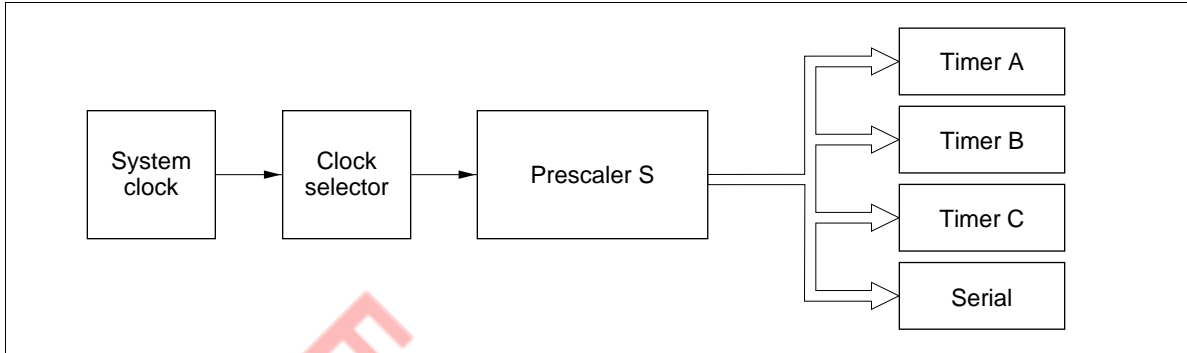 System
clock
Clock
selector
Prescaler S
Timer A
Timer B
Timer C
Serial